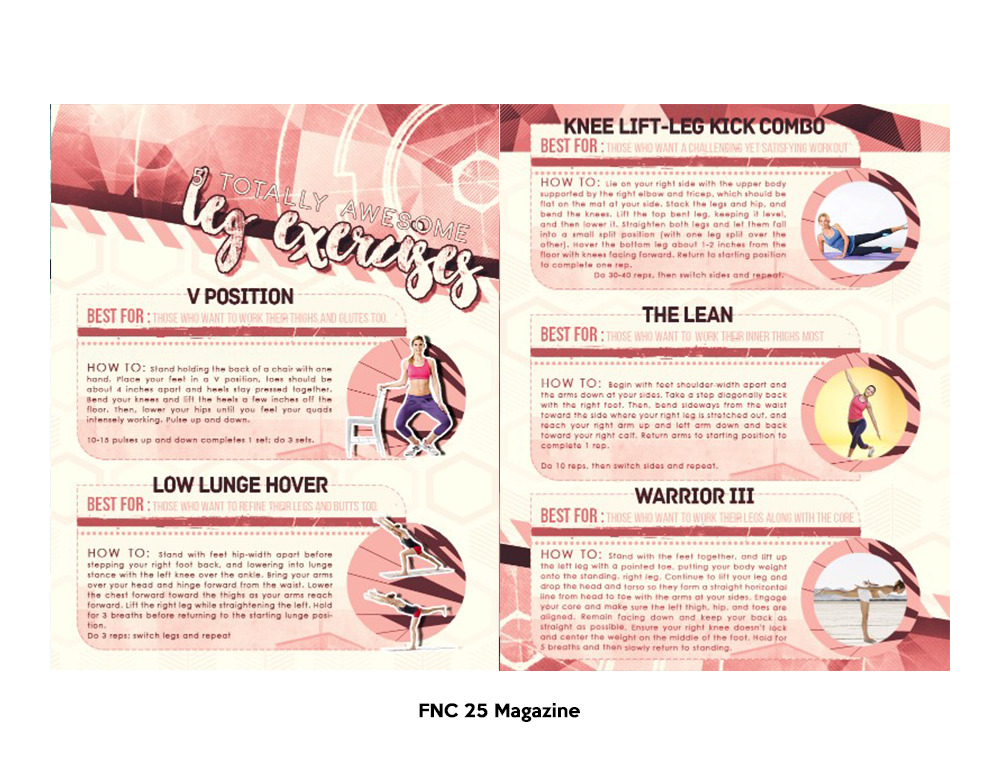 5 TOTALLY AWESOME
leg exercises
V POSITION
BEST FOR : THOSE WHO WANT TO WORK THEIR THIGHS AND GLUTES TOO.
HOW TO: Stand holding the back of a chair with one
hand. Place your feet in a V position, toes should be
about 4 inches apart and heels stay pressed together.
Bend your knees and lift the heels a few inches off the
floor. Then, lower your hips until you feel your quads
intensely working. Pulse up and down.
10-15 pulses up and down completes 1 set; do 3 sets.
LOW LUNGE HOVER
BEST FOR : THOSE WHO WANT TO REFINE THEIR LEGS AND BUTTS TOO.
HOW TO: Stand with feet hip-width apart before
stepping your right foot back, and lowering into lunge
stance with the left knee over the ankle. Bring your arms
over your head and hinge forward from the waist. Lower
the chest forward toward the thighs as your arms reach
forward. Lift the right leg while straightening the left. Hold
for 3 breaths before returning to the starting lunge posi-
tion.
Do 3 reps; switch legs and repeat
KNEE LIFT-LEG KICK COMBO
BEST FOR : THOSE WHO WANT A CHALLENGING YET SATISFYING WORKOUT
HOW TO: Lie on your right side with the upper body
supported by the right elbow and tricep, which should be
flat on the mat at your side. Stack the legs and hip, and
bend the knees. Lift the top bent leg, keeping it level,
and then lower it. Straighten both legs and let them fall
into a small split position (with one leg split over the
other). Hover the bottom leg about 1-2 inches from the
floor with knees facing forward. Return to starting position
to complete one rep.
Do 30-40 reps, then switch sides and repeat.
THE LEAN
BEST FOR : THOSE WHO WANT TO WORK THEIR INNER THIGHS MOST
HOW TO: Begin with feet shoulder-width apart and
the arms down at your sides. Take a step diagonally back
with the right foot. Then, bend sideways from the waist
toward the side where your right leg is stretched out, and
reach your right arm up and left arm down and back
toward your right calf. Return arms to starting position to
complete 1 rep.
Do 10 reps, then switch sides and repeat.
WARRIOR III
BEST FOR : THOSE WHO WANT TO WORK THEIR LEGS ALONG WITH THE CORE
HOW TO: Stand with the feet together, and lift up
the left leg with a pointed toe, putting your body weight
onto the standing, right leg. Continue to lift your leg and
drop the head and torso so they form a straight horizontal
line from head to toe with the arms at your sides. Engage
your core and make sure the left thigh, hip, and toes are
aligned. Remain facing down and keep your back as
straight as possible. Ensure your right knee doesn't lock
and center the weight on the middle of the foot. Hold for
5 breaths and then slowly return to standing.
FNC 25 Magazine